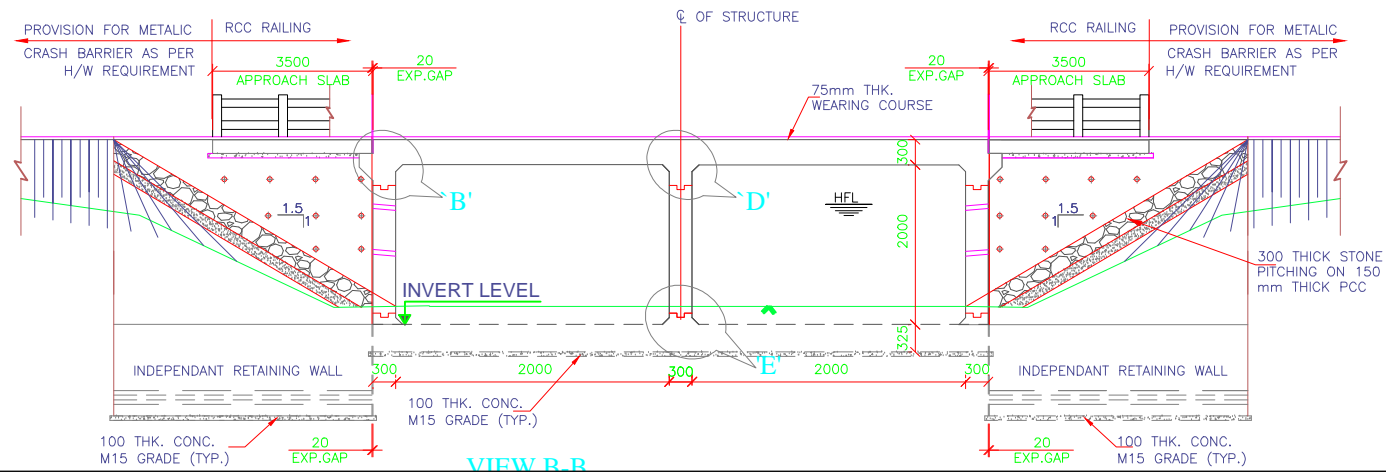 ℄ OF STRUCTURE
PROVISION FOR METALIC
RCC RAILING
CRASH BARRIER AS PER
H/W REQUIREMENT
3500
APPROACH SLAB
20
EXP.GAP
75mm THK.
WEARING COURSE
20
EXP.GAP
RCC RAILING
PROVISION FOR METALIC
3500
APPROACH SLAB
CRASH BARRIER AS PER
H/W REQUIREMENT
300
`B'
`D'
HFL
1.5
1
1.5
1
2000
300 THICK STONE
PITCHING ON 150
mm THICK PCC
INVERT LEVEL
325
'E'
INDEPENDANT RETAINING WALL
300
2000
300
2000
300
INDEPENDANT RETAINING WALL
100 THK. CONC.
M15 GRADE (TYP.)
100 THK. CONC.
M15 GRADE (TYP.)
20
EXP.GAP
20
EXP.GAP
100 THK. CONC.
M15 GRADE (TYP.)
VIEW B-B